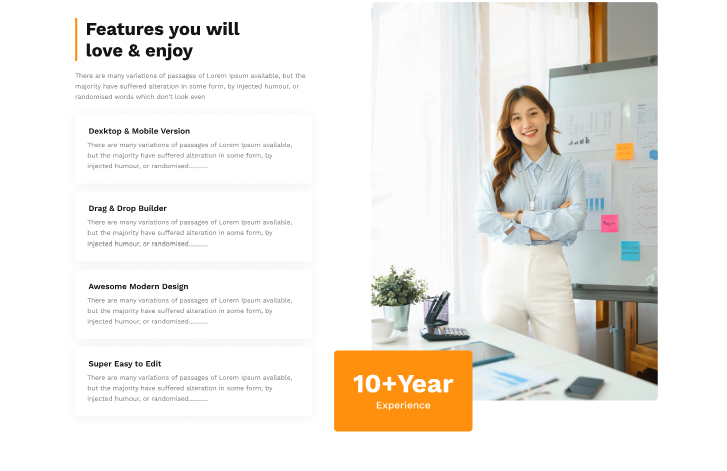 Features you will
love & enjoy
There are many variations of passages of Lorem Ipsum available, but the
majority have suffered alteration in some form, by injected humour, or
randomised words which don't look even
Dexktop & Mobile Version
There are many variations of passages of Lorem Ipsum available,
but the majority have suffered alteration in some form, by
injected humour, or randomised..........
Drag & Drop Builder
There are many variations of passages of Lorem Ipsum available,
but the majority have suffered alteration in some form, by
injected humour, or randomised..........
Awesome Modern Design
There are many variations of passages of Lorem Ipsum available,
but the majority have suffered alteration in some form, by
injected humour, or randomised..........
Super Easy to Edit
There are many variations of passages of Lorem Ipsum available,
but the majority have suffered alteration in some form, by
injected humour, or randomised..........
10+Year
Experience